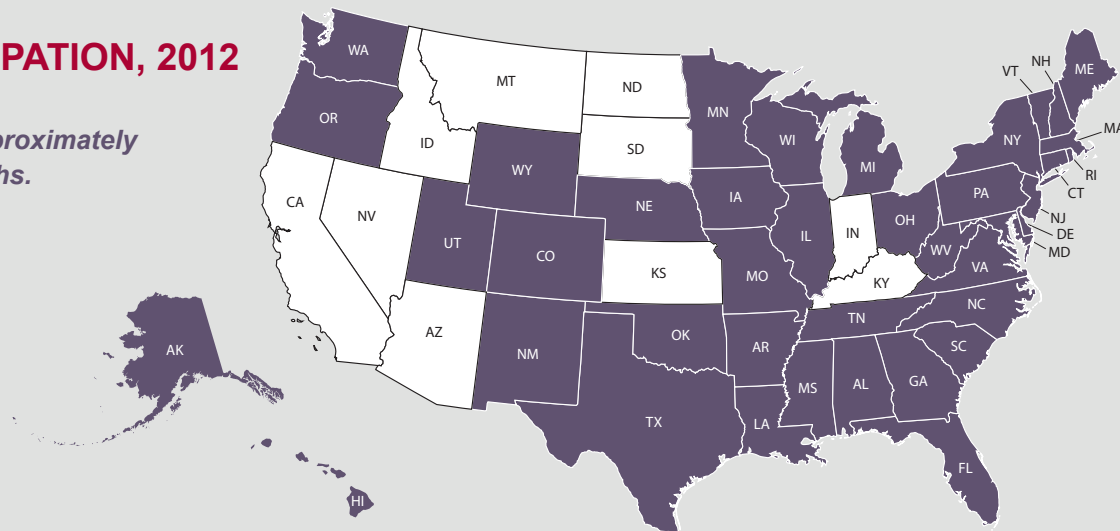 PATION, 2012
proximately
hs.
WA
OR
CA
NV
ID
MT
WY
UT
AZ
CO
NM
ND
SD
NE
KS
OK
TX
MN
IA
MO
AR
LA
WI
IL
MI
IN
OH
KY
TN
MS
AL
GA
FL
SC
NC
VA
WV
PA
NY
VT
NH
ME
MA
RI
CT
NJ
DE
MD
AK
HI